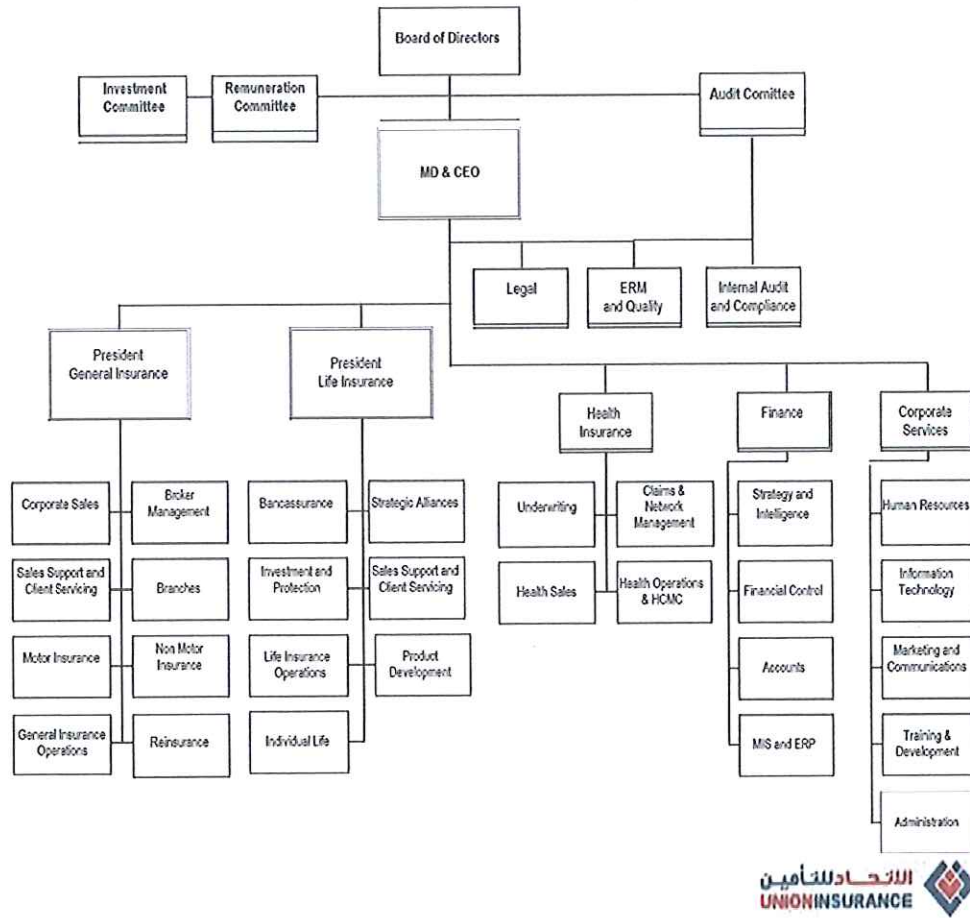 Board of Directors
Investment
Committee
Remuneration
Committee
Audit Comittee
MD & CEO
Legal
ERM
and Quality
Internal Audit
and Compliance
President
General Insurance
President
Life Insurance
Health
Insurance
Finance
Corporate
Services
Corporate Sales
Broker
Management
Sales Support and
Client Servicing
Branches
Motor Insurance
Non Motor
Insurance
General Insurance
Operations
Reinsurance
Bancassurance
Strategic Alliances
Investment and
Protection
Sales Support and
Client Servicing
Life Insurance
Operations
Product
Development
Individual Life
Underwriting
Claims &
Network
Management
Health Sales
Health Operations
& HCMC
Strategy and
Intelligence
Financial Control
Accounts
MIS and ERP
Human Resources
Information
Technology
Marketing and
Communications
Training &
Development
Administration
الاتحاد للتأمين
UNIONINSURANCE